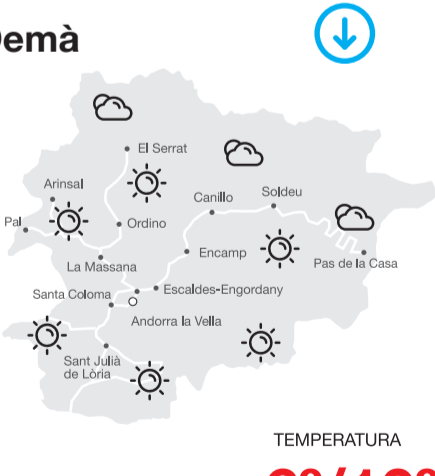 El Serrat
Arinsal
Soldeu
Canillo
Pal
Ordino
Encamp
La Massana
Pas de la Casa
Santa Coloma
Escaldes-Engordany
Andorra la Vella
Sant Julià
de Lòria
TEMPERATURA